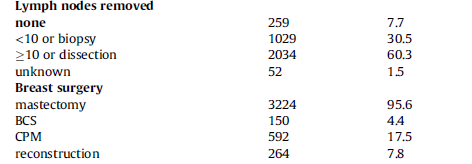 Lymph nodes removed
none 259 7.7
<10 or biopsy 1029 30.5
≥10 or dissection 2034 60.3
unknown 52 1.5
Breast surgery
mastectomy 3224 95.6
BCS 150 4.4
CPM 592 17.5
reconstruction 264 7.8